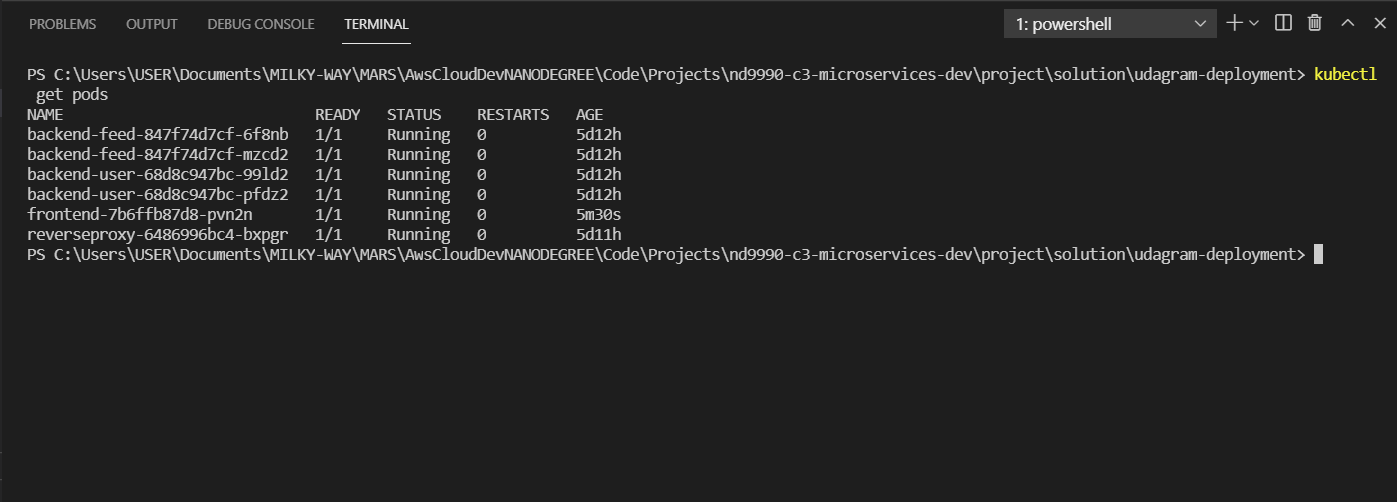 PROBLEMS OUTPUT DEBUG CONSOLE TERMINAL 1: powershell
PS C:\Users\USER\Documents\MILKY-WAY\MARS\AwsCloudDevNANODEGREE\Code\Projects\nd9990-c3-microservices-dev\project\solution\udagram-deployment> kubectl
get pods
NAME READY STATUS RESTARTS AGE
backend-feed-847f74d7cf-6f8nb 1/1 Running 0 5d12h
backend-feed-847f74d7cf-mzcd2 1/1 Running 0 5d12h
backend-user-68d8c947bc-99ld2 1/1 Running 0 5d12h
backend-user-68d8c947bc-pfdz2 1/1 Running 0 5d12h
frontend-7b6ffb87d8-pvn2n 1/1 Running 0 5m30s
reverseproxy-6486996bc4-bxpgr 1/1 Running 0 5d11h
PS C:\Users\USER\Documents\MILKY-WAY\MARS\AwsCloudDevNANODEGREE\Code\Projects\nd9990-c3-microservices-dev\project\solution\udagram-deployment>